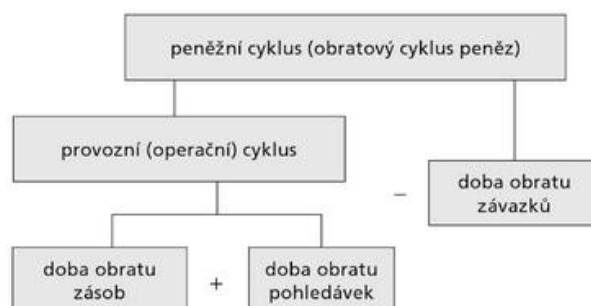 peněžní cyklus (obratový cyklus peněz)
provozní (operační) cyklus
–
doba obratu
závazků
doba obratu
zásob
+
doba obratu
pohledávek